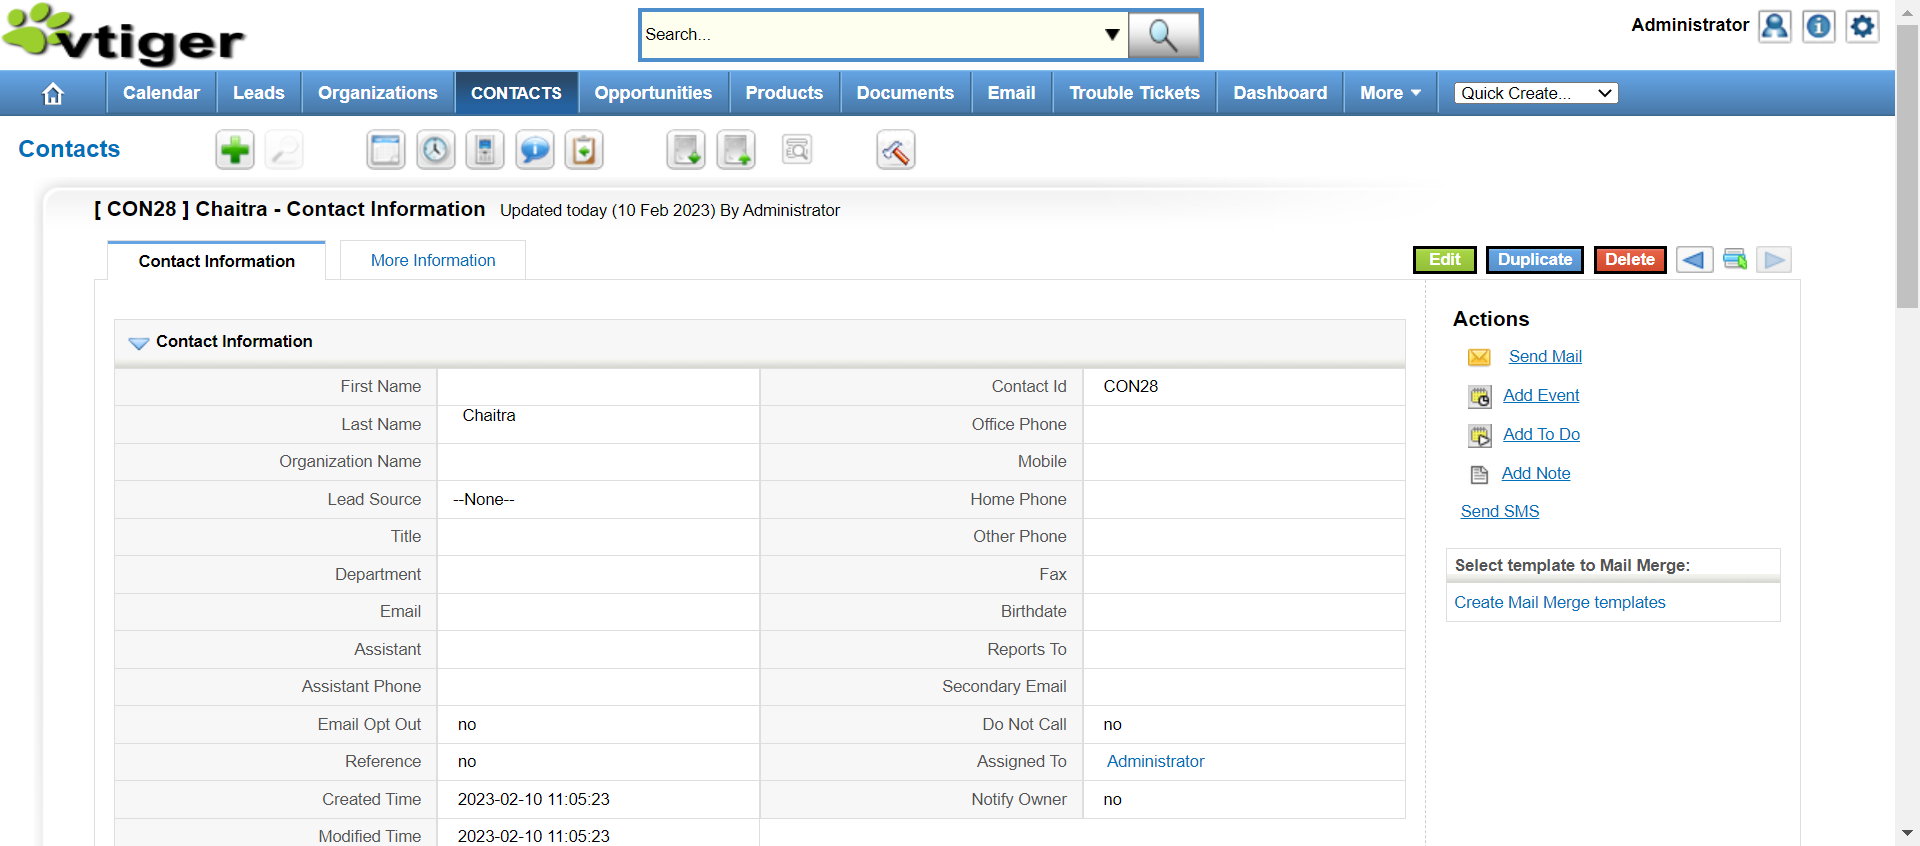 vtiger
Search...
Administrator
Calendar Leads Organizations CONTACTS Opportunities Products Documents Email Trouble Tickets Dashboard More Quick Create...
Contacts
[ CON28 ] Chaitra - Contact Information Updated today (10 Feb 2023) By Administrator
Contact Information More Information Edit Duplicate Delete
Contact Information
First Name Contact Id CON28
Last Name Chaitra Office Phone
Organization Name Mobile
Lead Source --None-- Home Phone
Title Other Phone
Department Fax
Email Birthdate
Assistant Reports To
Assistant Phone Secondary Email
Email Opt Out no Do Not Call no
Reference no Assigned To Administrator
Created Time 2023-02-10 11:05:23 Notify Owner no
Modified Time 2023-02-10 11:05:23
Actions
Send Mail
Add Event
Add To Do
Add Note
Send SMS
Select template to Mail Merge:
Create Mail Merge templates